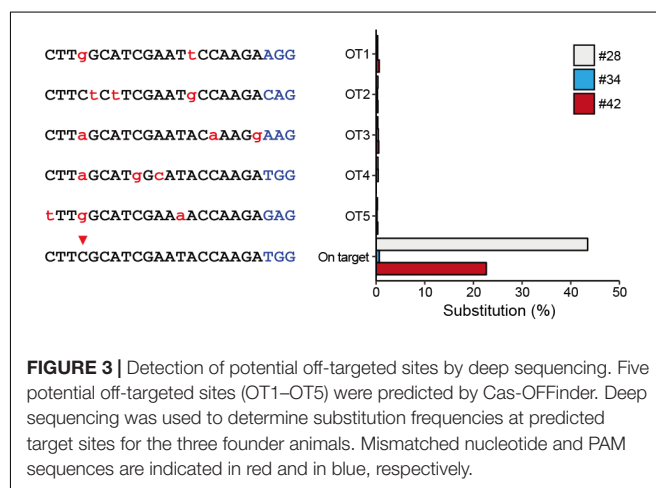 CTTgGCATCGAATtCCAAGAAGG OT1 #28
CTTCtCtTCGAATgCCAAGACAG OT2 #34
#42
CTTaGCATCGAATACaAAGgAAG OT3
CTTaGCATgGcATACCAAGATGG OT4
tTTgGCATCGAAaACCAAGAGAG OT5
CTTCGCATCGAATACCAAGATGG On target
0 10 20 30 40 50
Substitution (%)
FIGURE 3 | Detection of potential off-targeted sites by deep sequencing. Five
potential off-targeted sites (OT1–OT5) were predicted by Cas-OFFinder. Deep
sequencing was used to determine substitution frequencies at predicted
target sites for the three founder animals. Mismatched nucleotide and PAM
sequences are indicated in red and in blue, respectively.